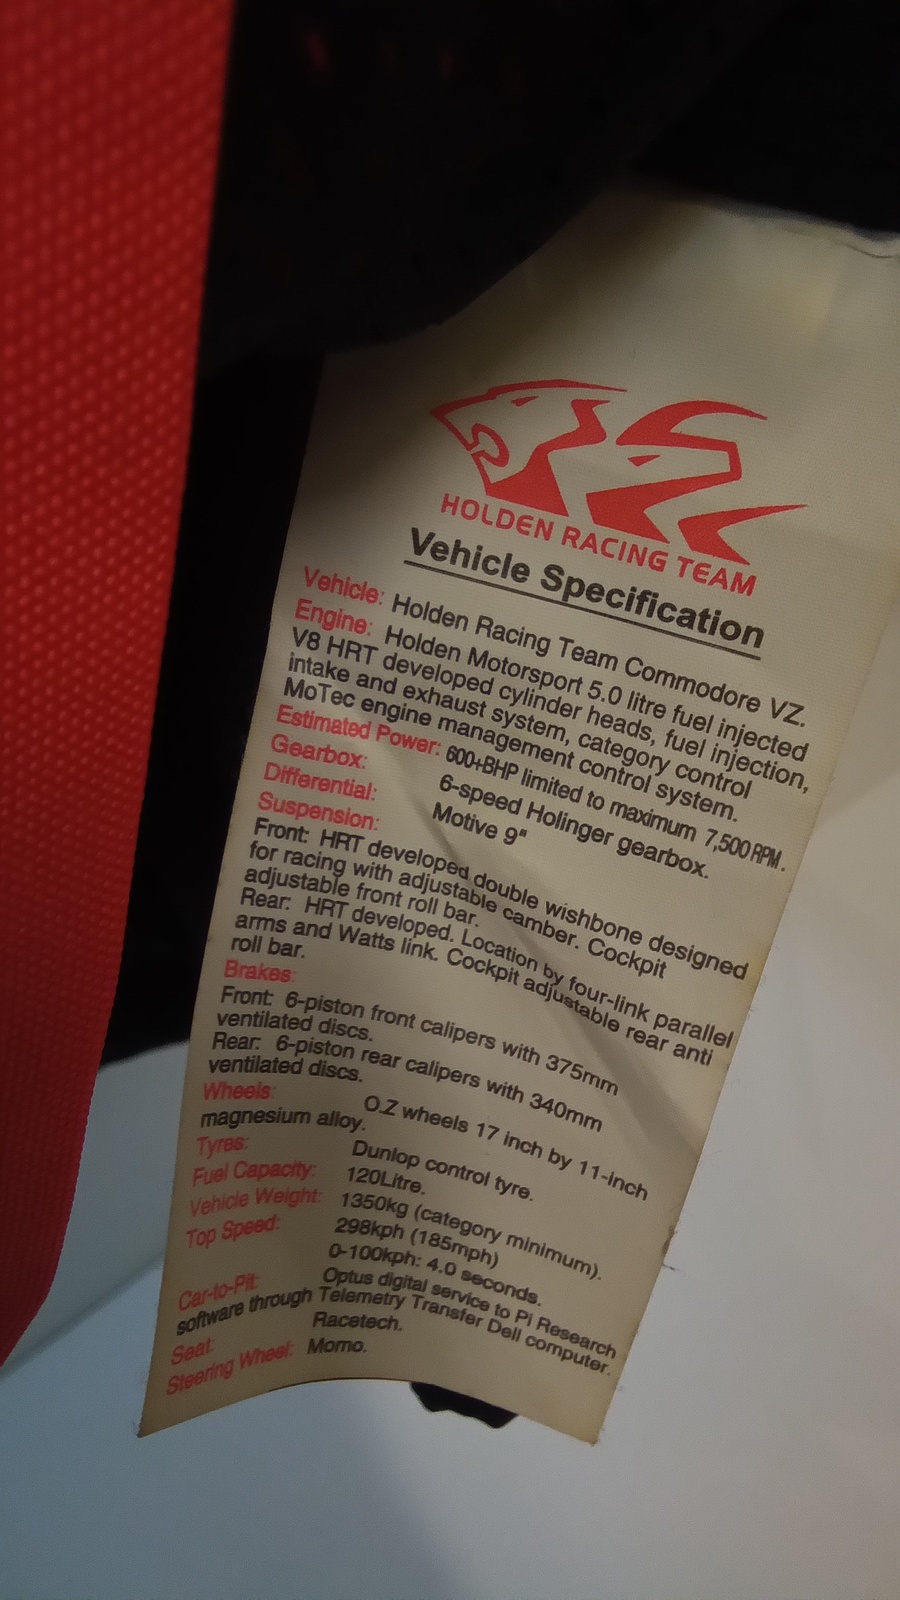 HOLDEN RACING TEAM
Vehicle Specification
Vehicle: Holden Racing Team Commodore VZ.
Engine: Holden Motorsport 5.0 litre fuel injected
V8 HRT developed cylinder heads, fuel injection,
intake and exhaust system, category control
MoTec engine management control system.
Estimated Power: 600+BHP limited to maximum 7,500 RPM.
Gearbox: 6-speed Holinger gearbox.
Differential: Motive 9"
Suspension:
Front: HRT developed double wishbone designed
for racing with adjustable camber. Cockpit
adjustable front roll bar.
Rear: HRT developed. Location by four-link parallel
arms and Watts link. Cockpit adjustable rear anti
roll bar.
Brakes:
Front: 6-piston front calipers with 375mm
ventilated discs.
Rear: 6-piston rear calipers with 340mm
ventilated discs.
Wheels: O.Z wheels 17 inch by 11-inch
magnesium alloy.
Tyres: Dunlop control tyre.
Fuel Capacity: 120Litre.
Vehicle Weight: 1350kg (category minimum).
Top Speed: 298kph (185mph)
0-100kph: 4.0 seconds.
Car-to-Pit: Optus digital service to Pi Research
software through Telemetry Transfer Dell computer.
Seat: Racetech.
Steering Wheel: Momo.